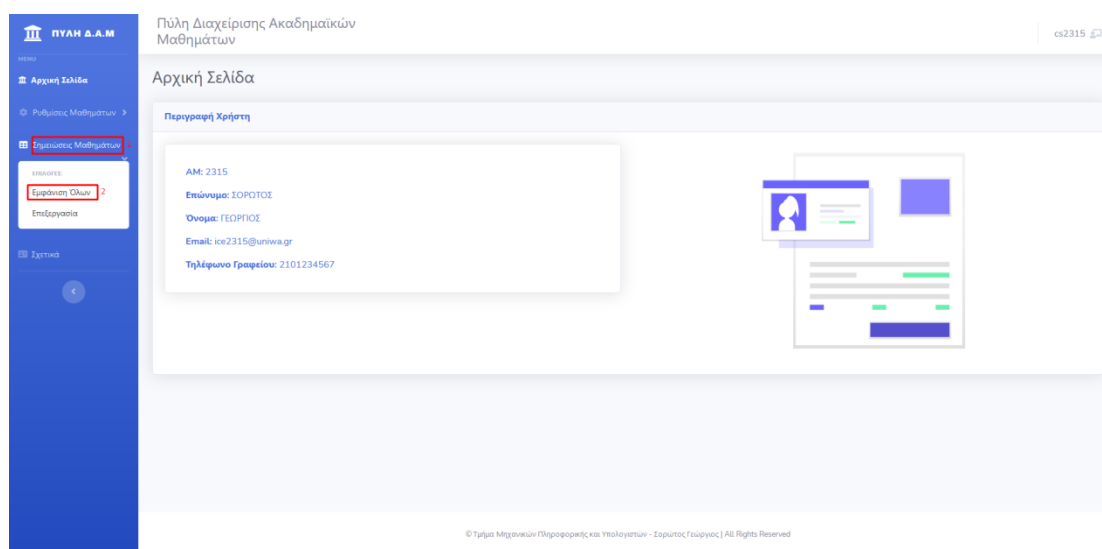 ΠΥΛΗ Δ.Α.Μ
MENU
Αρχική Σελίδα
Ρυθμίσεις Μαθημάτων
Σημειώσεις Μαθημάτων 1
ΕΠΙΛΟΓΕΣ:
Εμφάνιση Όλων 2
Επεξεργασία
Σχετικά
Πύλη Διαχείρισης Ακαδημαϊκών
Μαθημάτων
cs2315
Αρχική Σελίδα
Περιγραφή Χρήστη
ΑΜ: 2315
Επώνυμο: ΣΟΡΩΤΟΣ
Όνομα: ΓΕΩΡΓΙΟΣ
Email: ice2315@uniwa.gr
Τηλέφωνο Γραφείου: 2101234567
© Τμήμα Μηχανικών Πληροφορικής και Υπολογιστών - Σορώτος Γεώργιος | All Rights Reserved